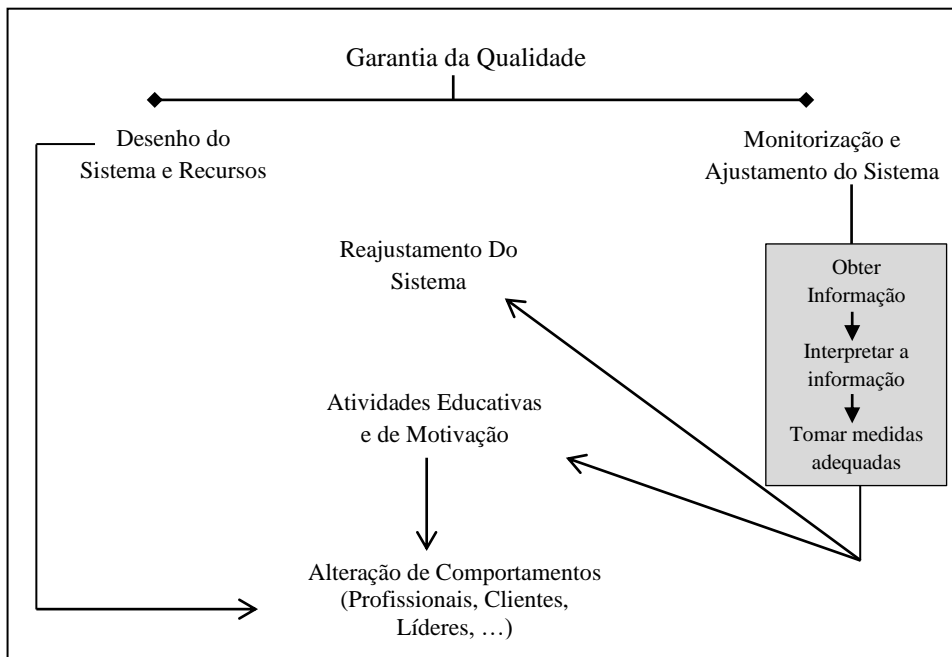 Garantia da Qualidade
Desenho do
Sistema e Recursos
Monitorização e
Ajustamento do Sistema
Reajustamento Do
Sistema
Obter
Informação
Interpretar a
informação
Tomar medidas
adequadas
Atividades Educativas
e de Motivação
Alteração de Comportamentos
(Profissionais, Clientes,
Líderes, …)